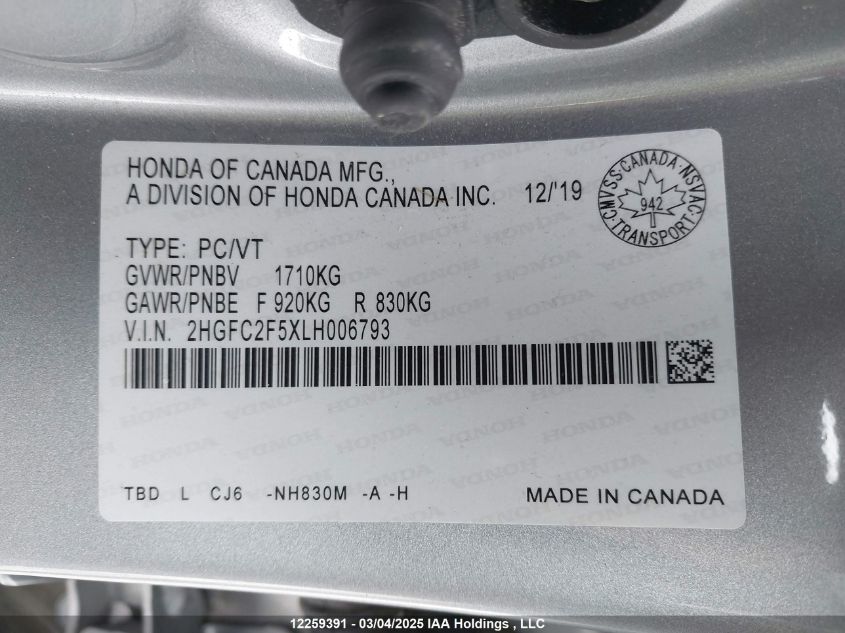 HONDA OF CANADA MFG.,
A DIVISION OF HONDA CANADA INC. 12/'19
CMVSS·CANADA·NSVAC
942
TRANSPORT
TYPE: PC/VT
GVWR/PNBV 1710KG
GAWR/PNBE F 920KG R 830KG
V.I.N. 2HGFC2F5XLH006793
TBD L CJ6 -NH830M -A -H MADE IN CANADA
12259391 - 03/04/2025 IAA Holdings , LLC